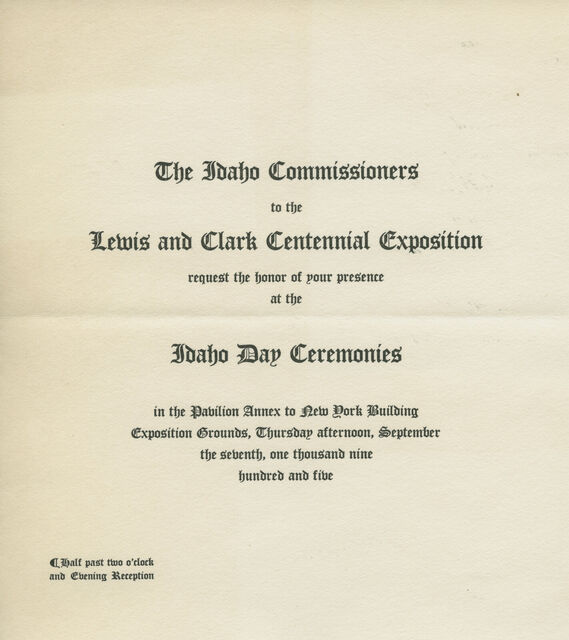 The Idaho Commissioners
to the
Lewis and Clark Centennial Exposition
request the honor of your presence
at the
Idaho Day Ceremonies
in the Pavilion Annex to New York Building
Exposition Grounds, Thursday afternoon, September
the seventh, one thousand nine
hundred and five
¶Half past two o'clock
and Evening Reception